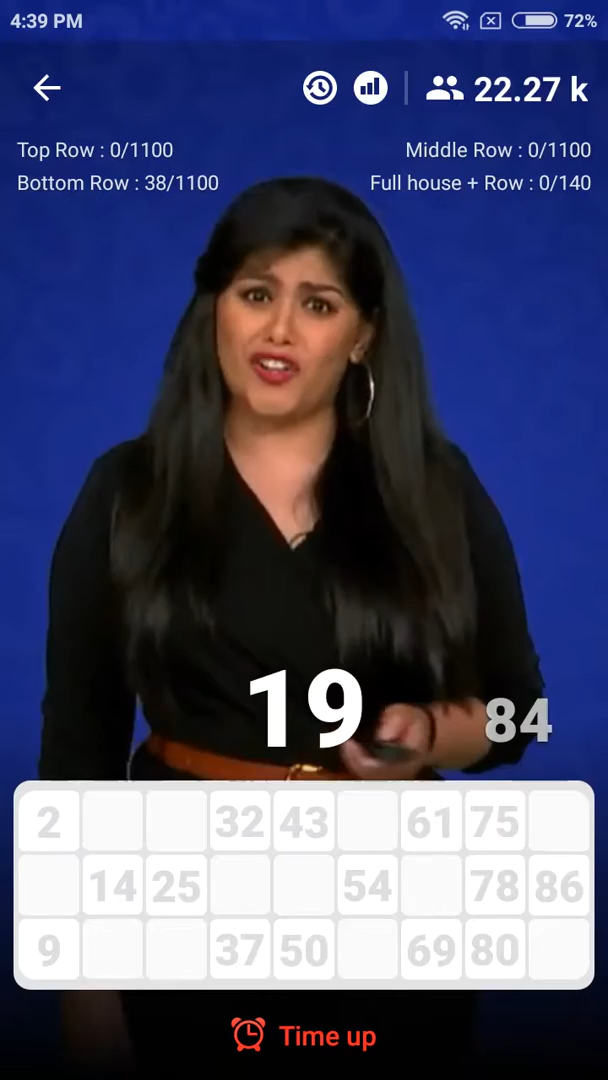 4:39 PM 72%
22.27 k
Top Row : 0/1100 Middle Row : 0/1100
Bottom Row : 38/1100 Full house + Row : 0/140
19 84
2 32 43 61 75
14 25 54 78 86
9 37 50 69 80
Time up